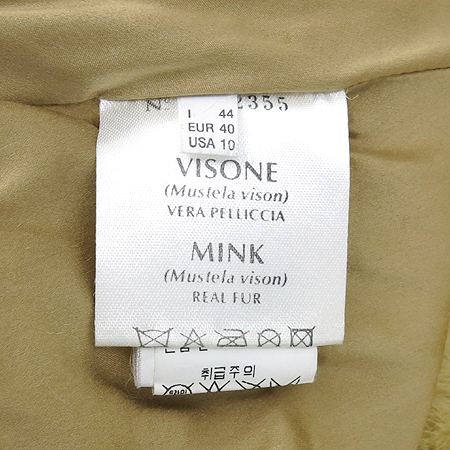 N° 2355
I 44
EUR 40
USA 10
VISONE
(Mustela vison)
VERA PELLICCIA
MINK
(Mustela vison)
REAL FUR
취급주의